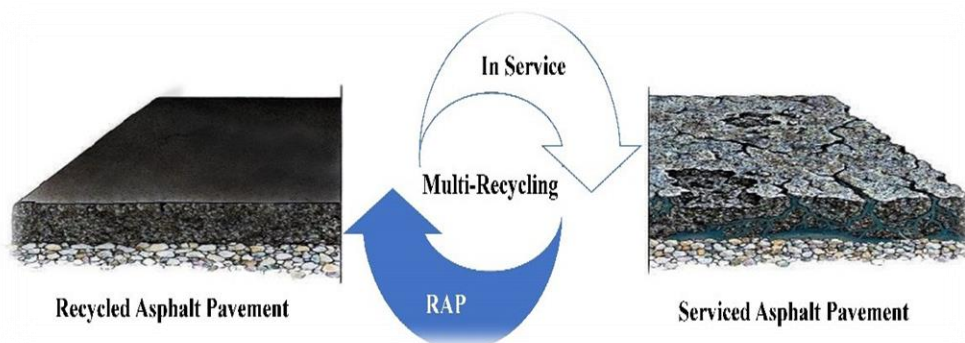 In Service
Multi-Recycling
RAP
Recycled Asphalt Pavement
Serviced Asphalt Pavement